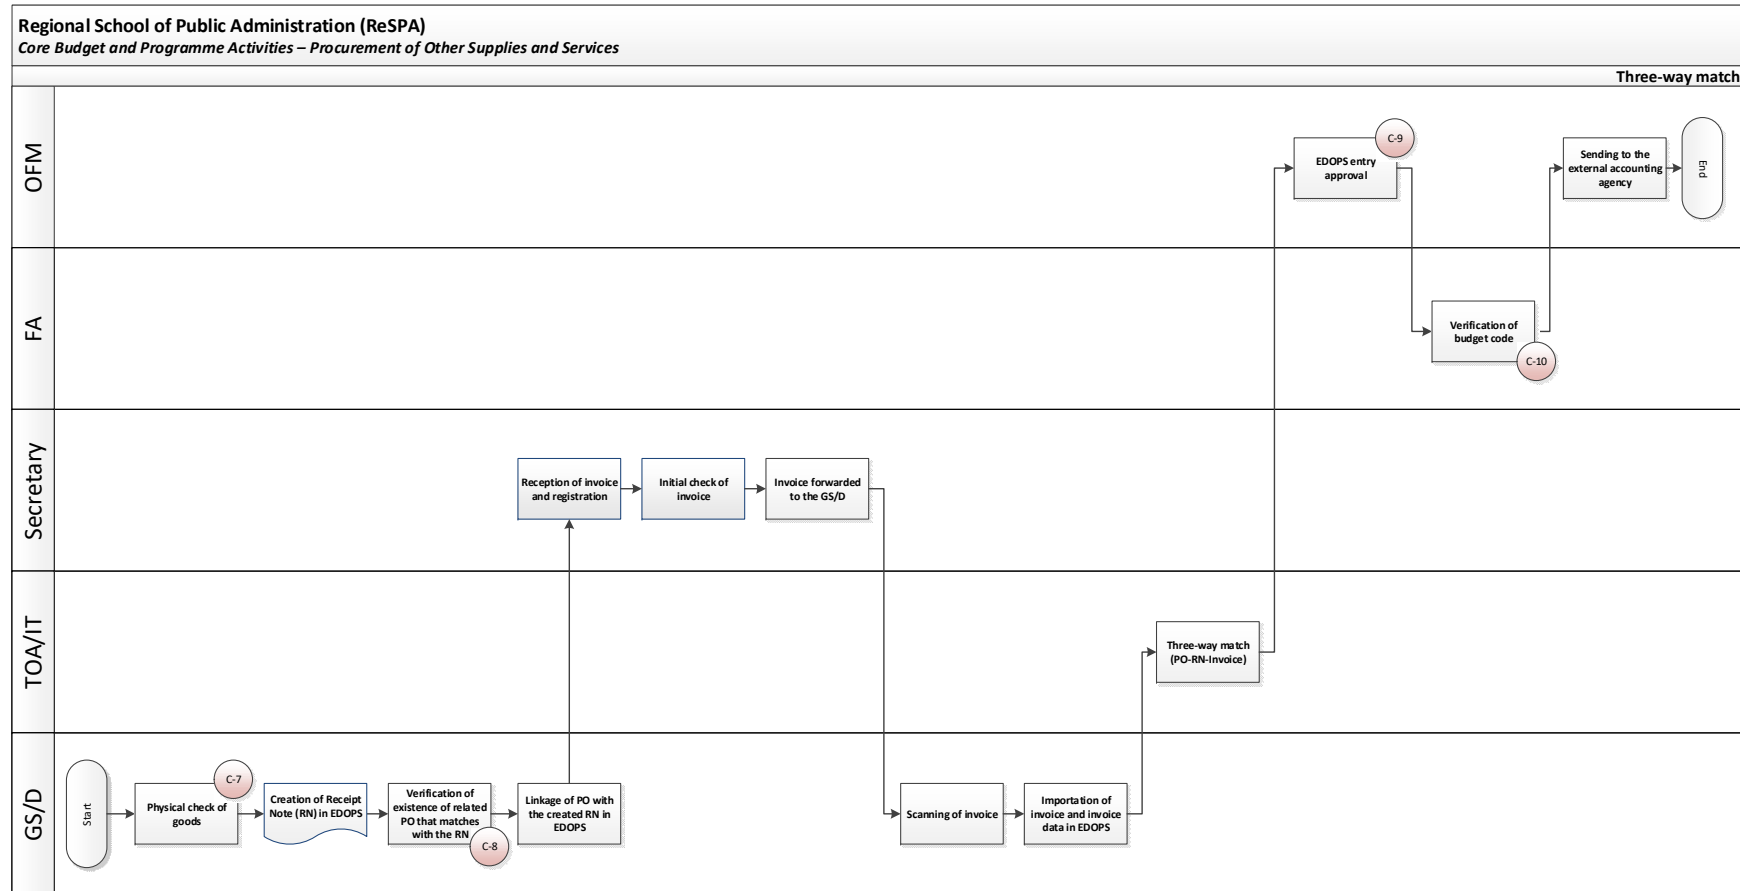 Regional School of Public Administration (ReSPA)
Core Budget and Programme Activities – Procurement of Other Supplies and Services
Three-way match
OFM
EDOPS entry
approval
C-9
Sending to the
external accounting
agency
End
FA
Verification of
budget code
C-10
Secretary
Reception of invoice
and registration
Initial check of
invoice
Invoice forwarded
to the GS/D
TOA/IT
Three-way match
(PO-RN-Invoice)
GS/D
Start
Physical check of
goods
C-7
Creation of Receipt
Note (RN) in EDOPS
Verification of
existence of related
PO that matches
with the RN
C-8
Linkage of PO with
the created RN in
EDOPS
Scanning of invoice
Importation of
invoice and invoice
data in EDOPS